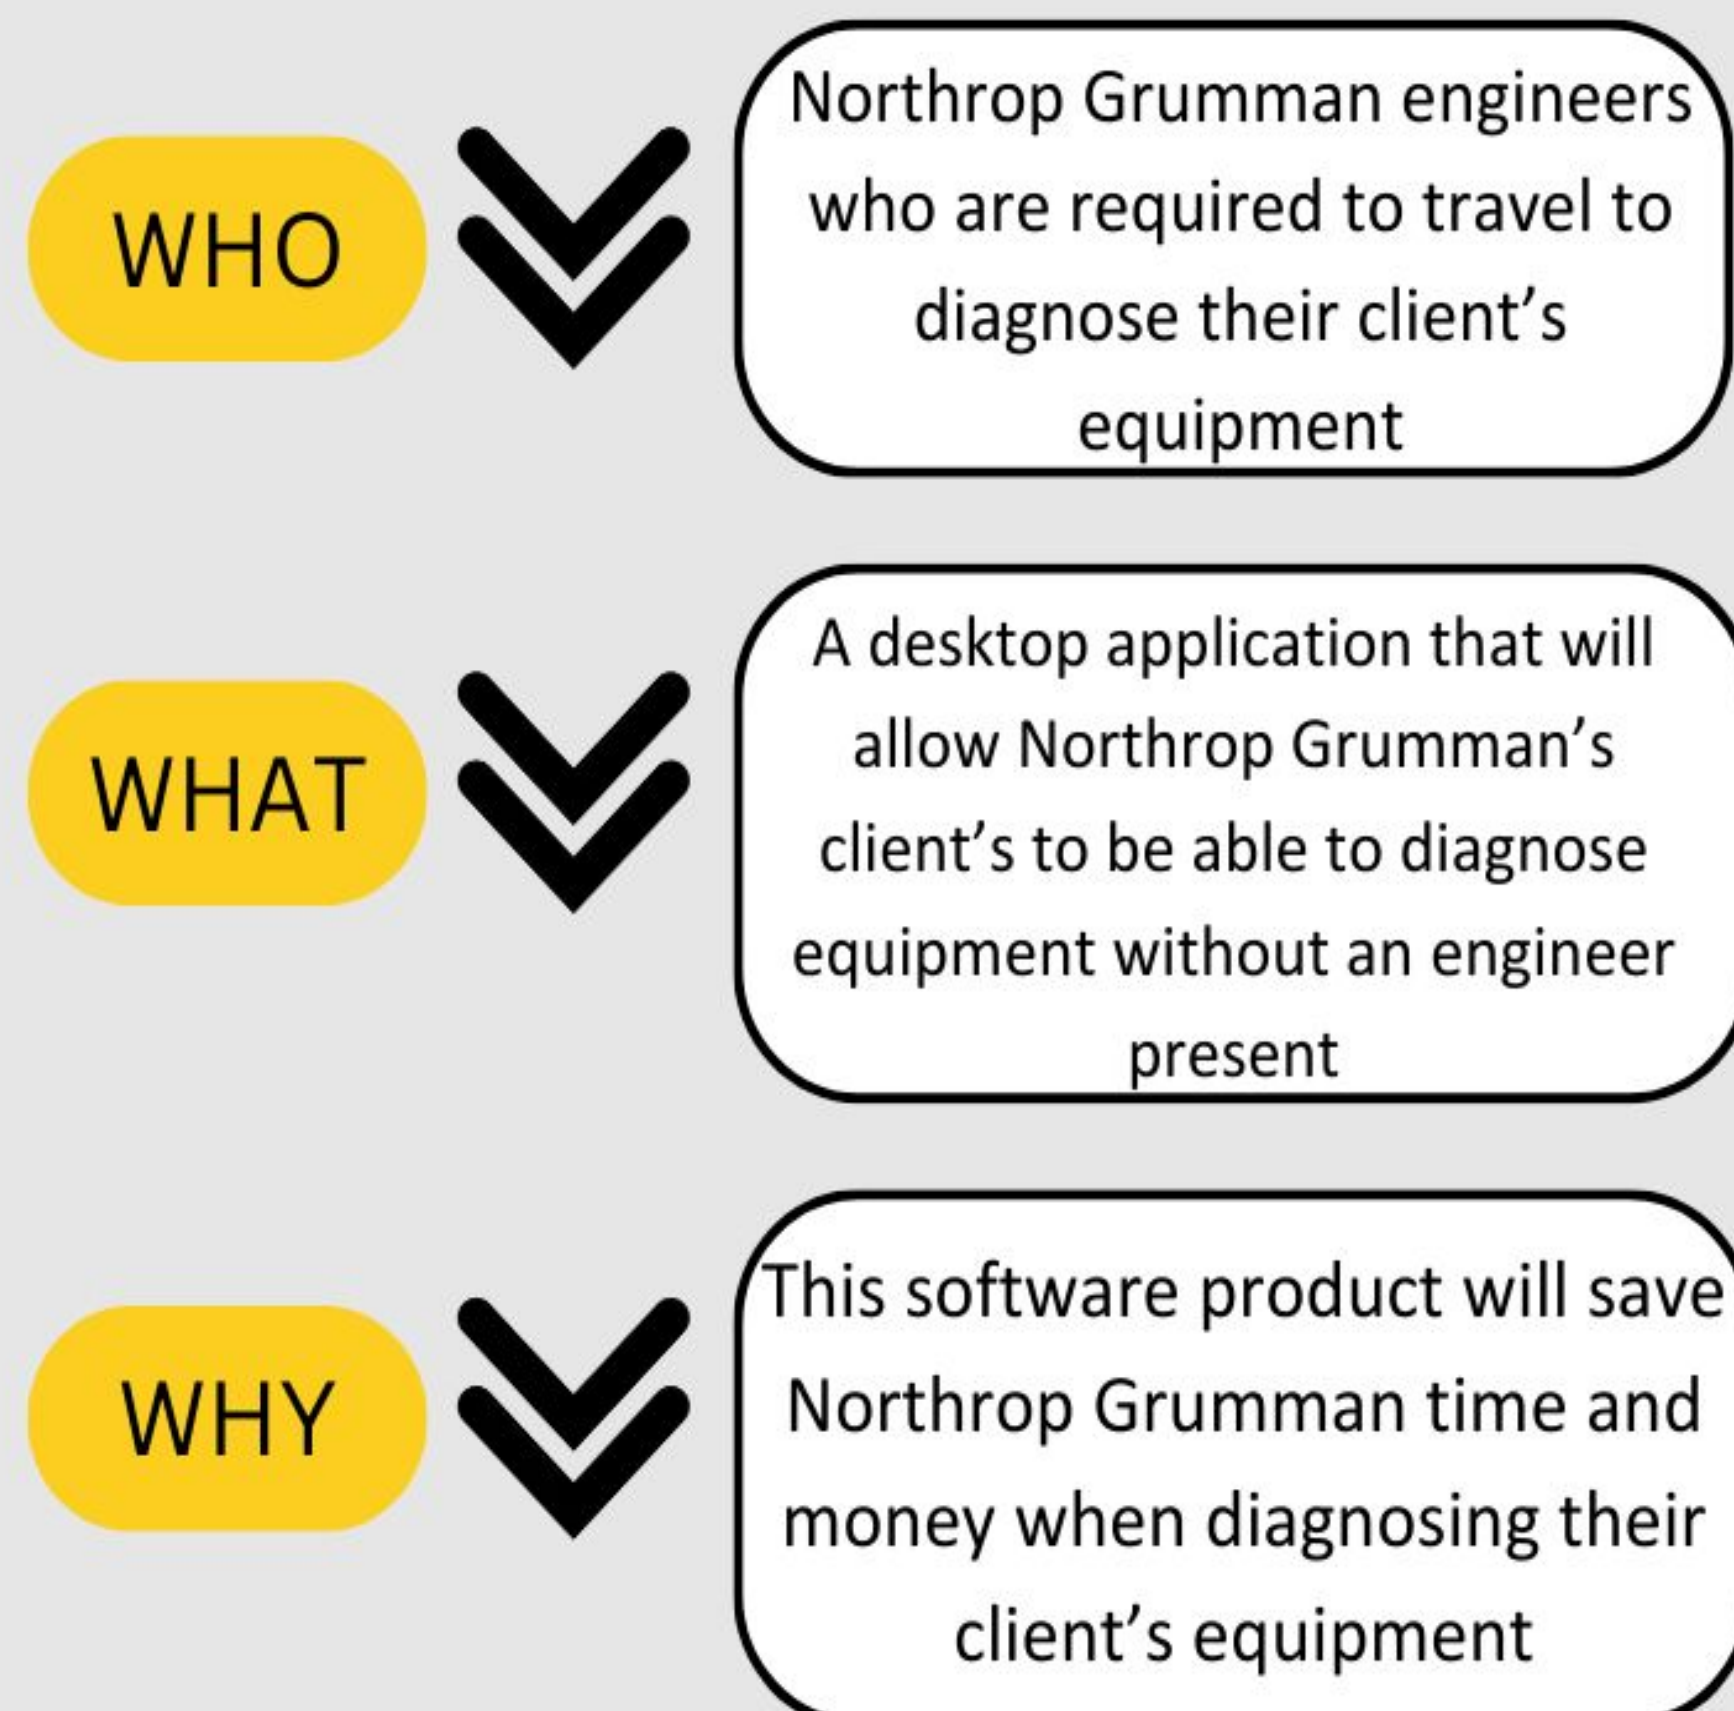 WHO
Northrop Grumman engineers
who are required to travel to
diagnose their client’s
equipment
WHAT
A desktop application that will
allow Northrop Grumman’s
client’s to be able to diagnose
equipment without an engineer
present
WHY
This software product will save
Northrop Grumman time and
money when diagnosing their
client’s equipment